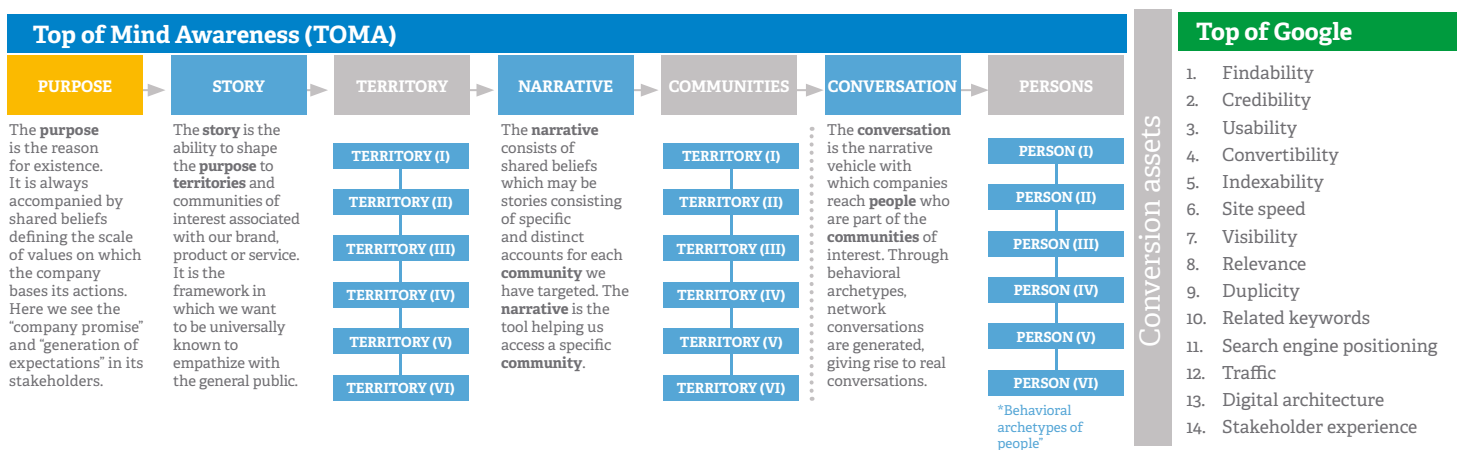 Top of Mind Awareness (TOMA)
PURPOSE
The purpose
is the reason
for existence.
It is always
accompanied by
shared beliefs
defining the scale
of values on which
the company
bases its actions.
Here we see the
“company promise”
and “generation of
expectations” in its
stakeholders.
STORY
The story is the
ability to shape
the purpose to
territories and
communities of
interest associated
with our brand,
product or service.
It is the
framework in
which we want
to be universally
known to
empathize with
the general public.
TERRITORY
TERRITORY (I)
TERRITORY (II)
TERRITORY (III)
TERRITORY (IV)
TERRITORY (V)
TERRITORY (VI)
NARRATIVE
The narrative
consists of
shared beliefs
which may be
stories consisting
of specific
and distinct
accounts for each
community we
have targeted. The
narrative is the
tool helping us
access a specific
community.
COMMUNITIES
TERRITORY (I)
TERRITORY (II)
TERRITORY (III)
TERRITORY (IV)
TERRITORY (V)
TERRITORY (VI)
CONVERSATION
The conversation
is the narrative
vehicle with
which companies
reach people who
are part of the
communities of
interest. Through
behavioral
archetypes,
network
conversations
are generated,
giving rise to real
conversations.
PERSONS
PERSON (I)
PERSON (II)
PERSON (III)
PERSON (IV)
PERSON (V)
PERSON (VI)
*Behavioral
archetypes of
people”
Conversion assets
Top of Google
1. Findability
2. Credibility
3. Usability
4. Convertibility
5. Indexability
6. Site speed
7. Visibility
8. Relevance
9. Duplicity
10. Related keywords
11. Search engine positioning
12. Traffic
13. Digital architecture
14. Stakeholder experience